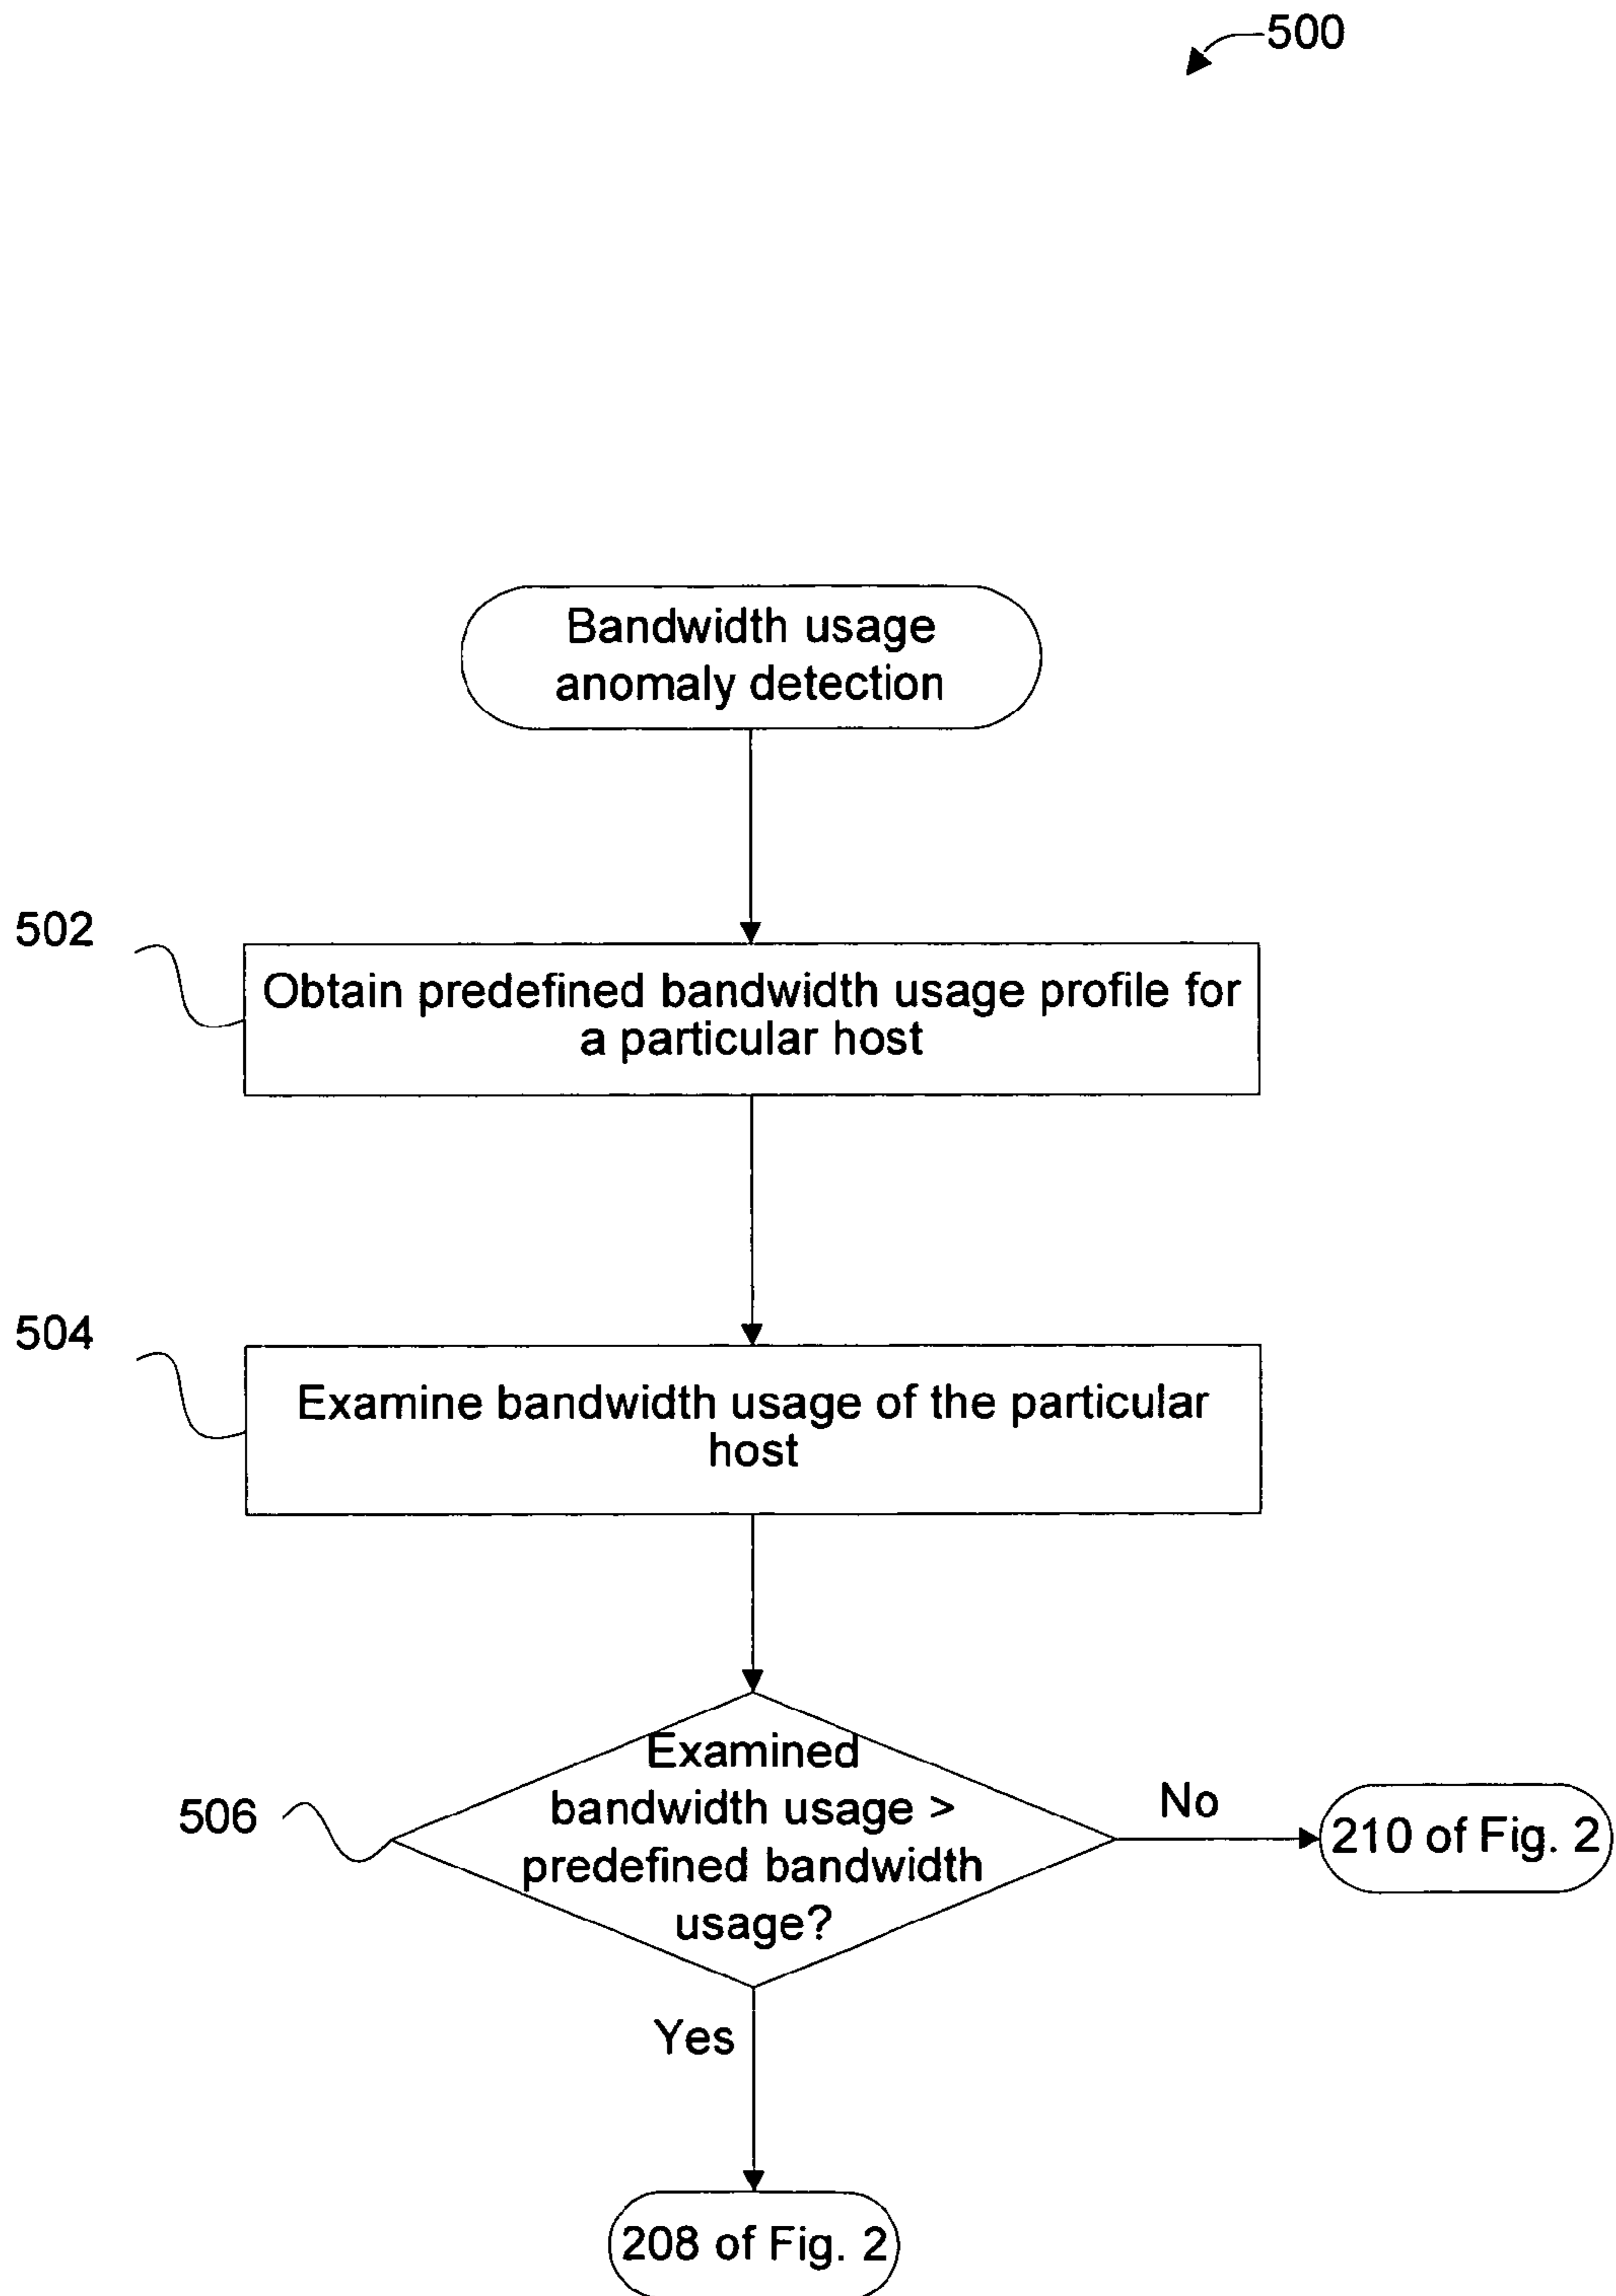 500
Bandwidth usage
anomaly detection
502
Obtain predefined bandwidth usage profile for
a particular host
504
Examine bandwidth usage of the particular
host
506
Examined
bandwidth usage >
predefined bandwidth
usage?
No
210 of Fig. 2
Yes
208 of Fig. 2